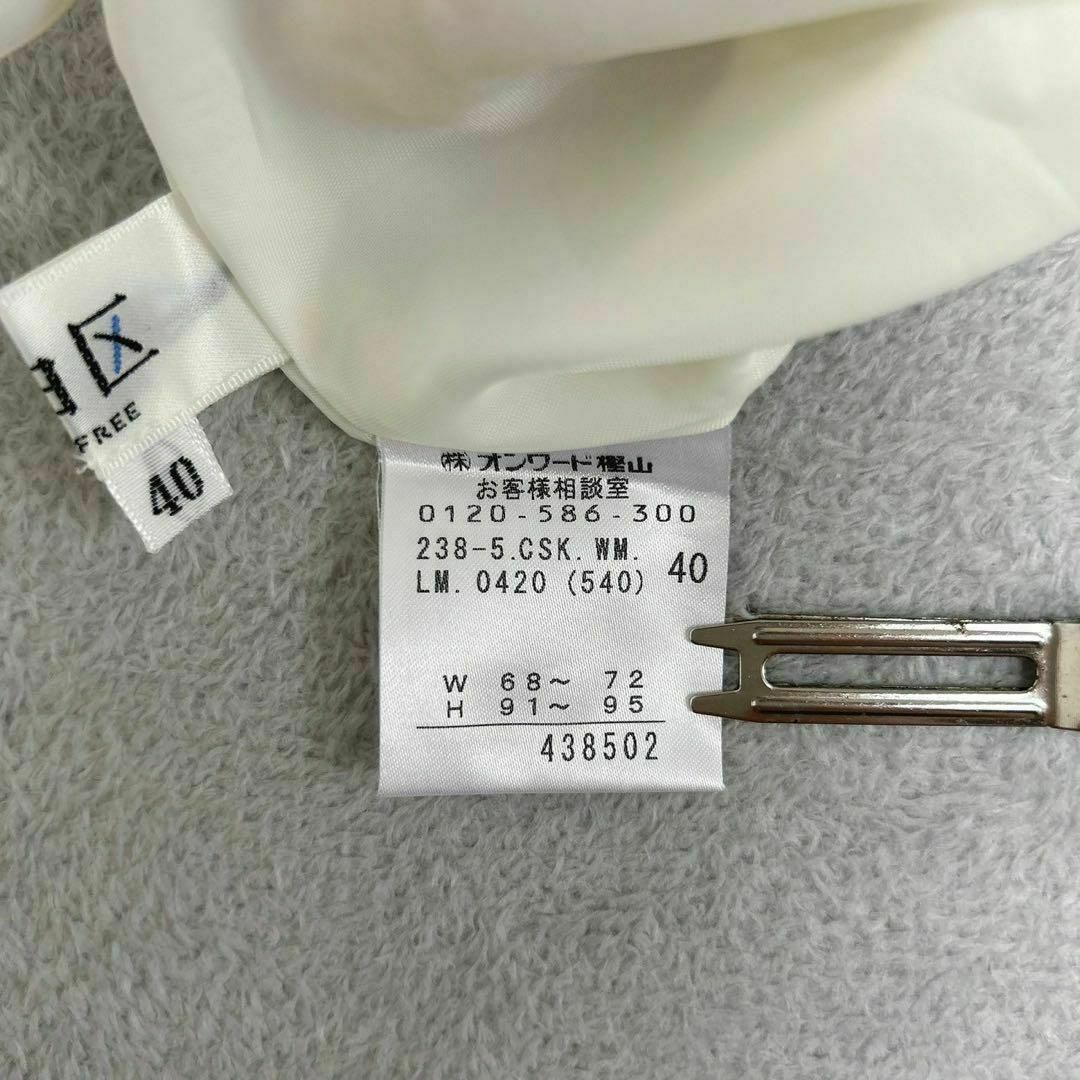 FREE
40
(株)オンワード樫山
お客様相談室
0120-586-300
238-5.CSK.WM.
LM.0420 (540) 40
W 68〜 72
H 91〜 95
438502